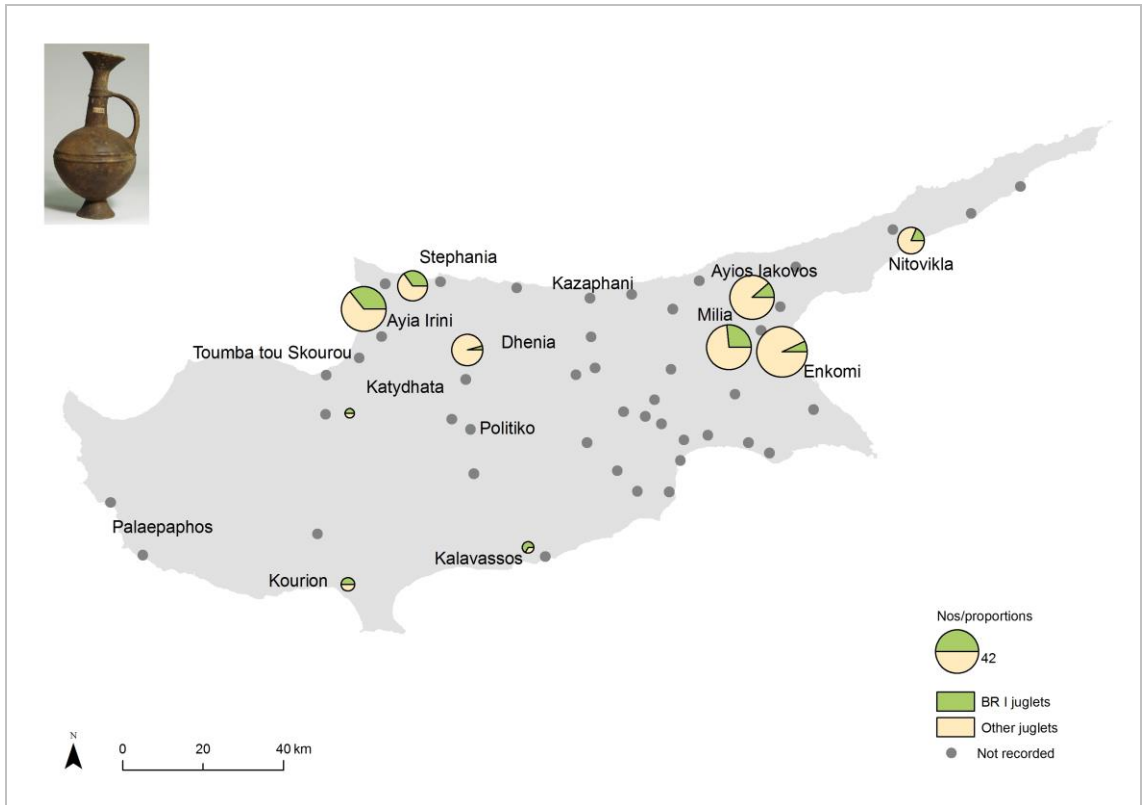 Stephania
Kazaphani
Ayios Iakovos
Nitovikla
Ayia Irini
Milia
Toumba tou Skourou
Dhenia
Enkomi
Katydhata
Politiko
Palaepaphos
Kalavassos
Kourion
Nos/proportions
42
BR I juglets
Other juglets
Not recorded
N
0 20 40 km